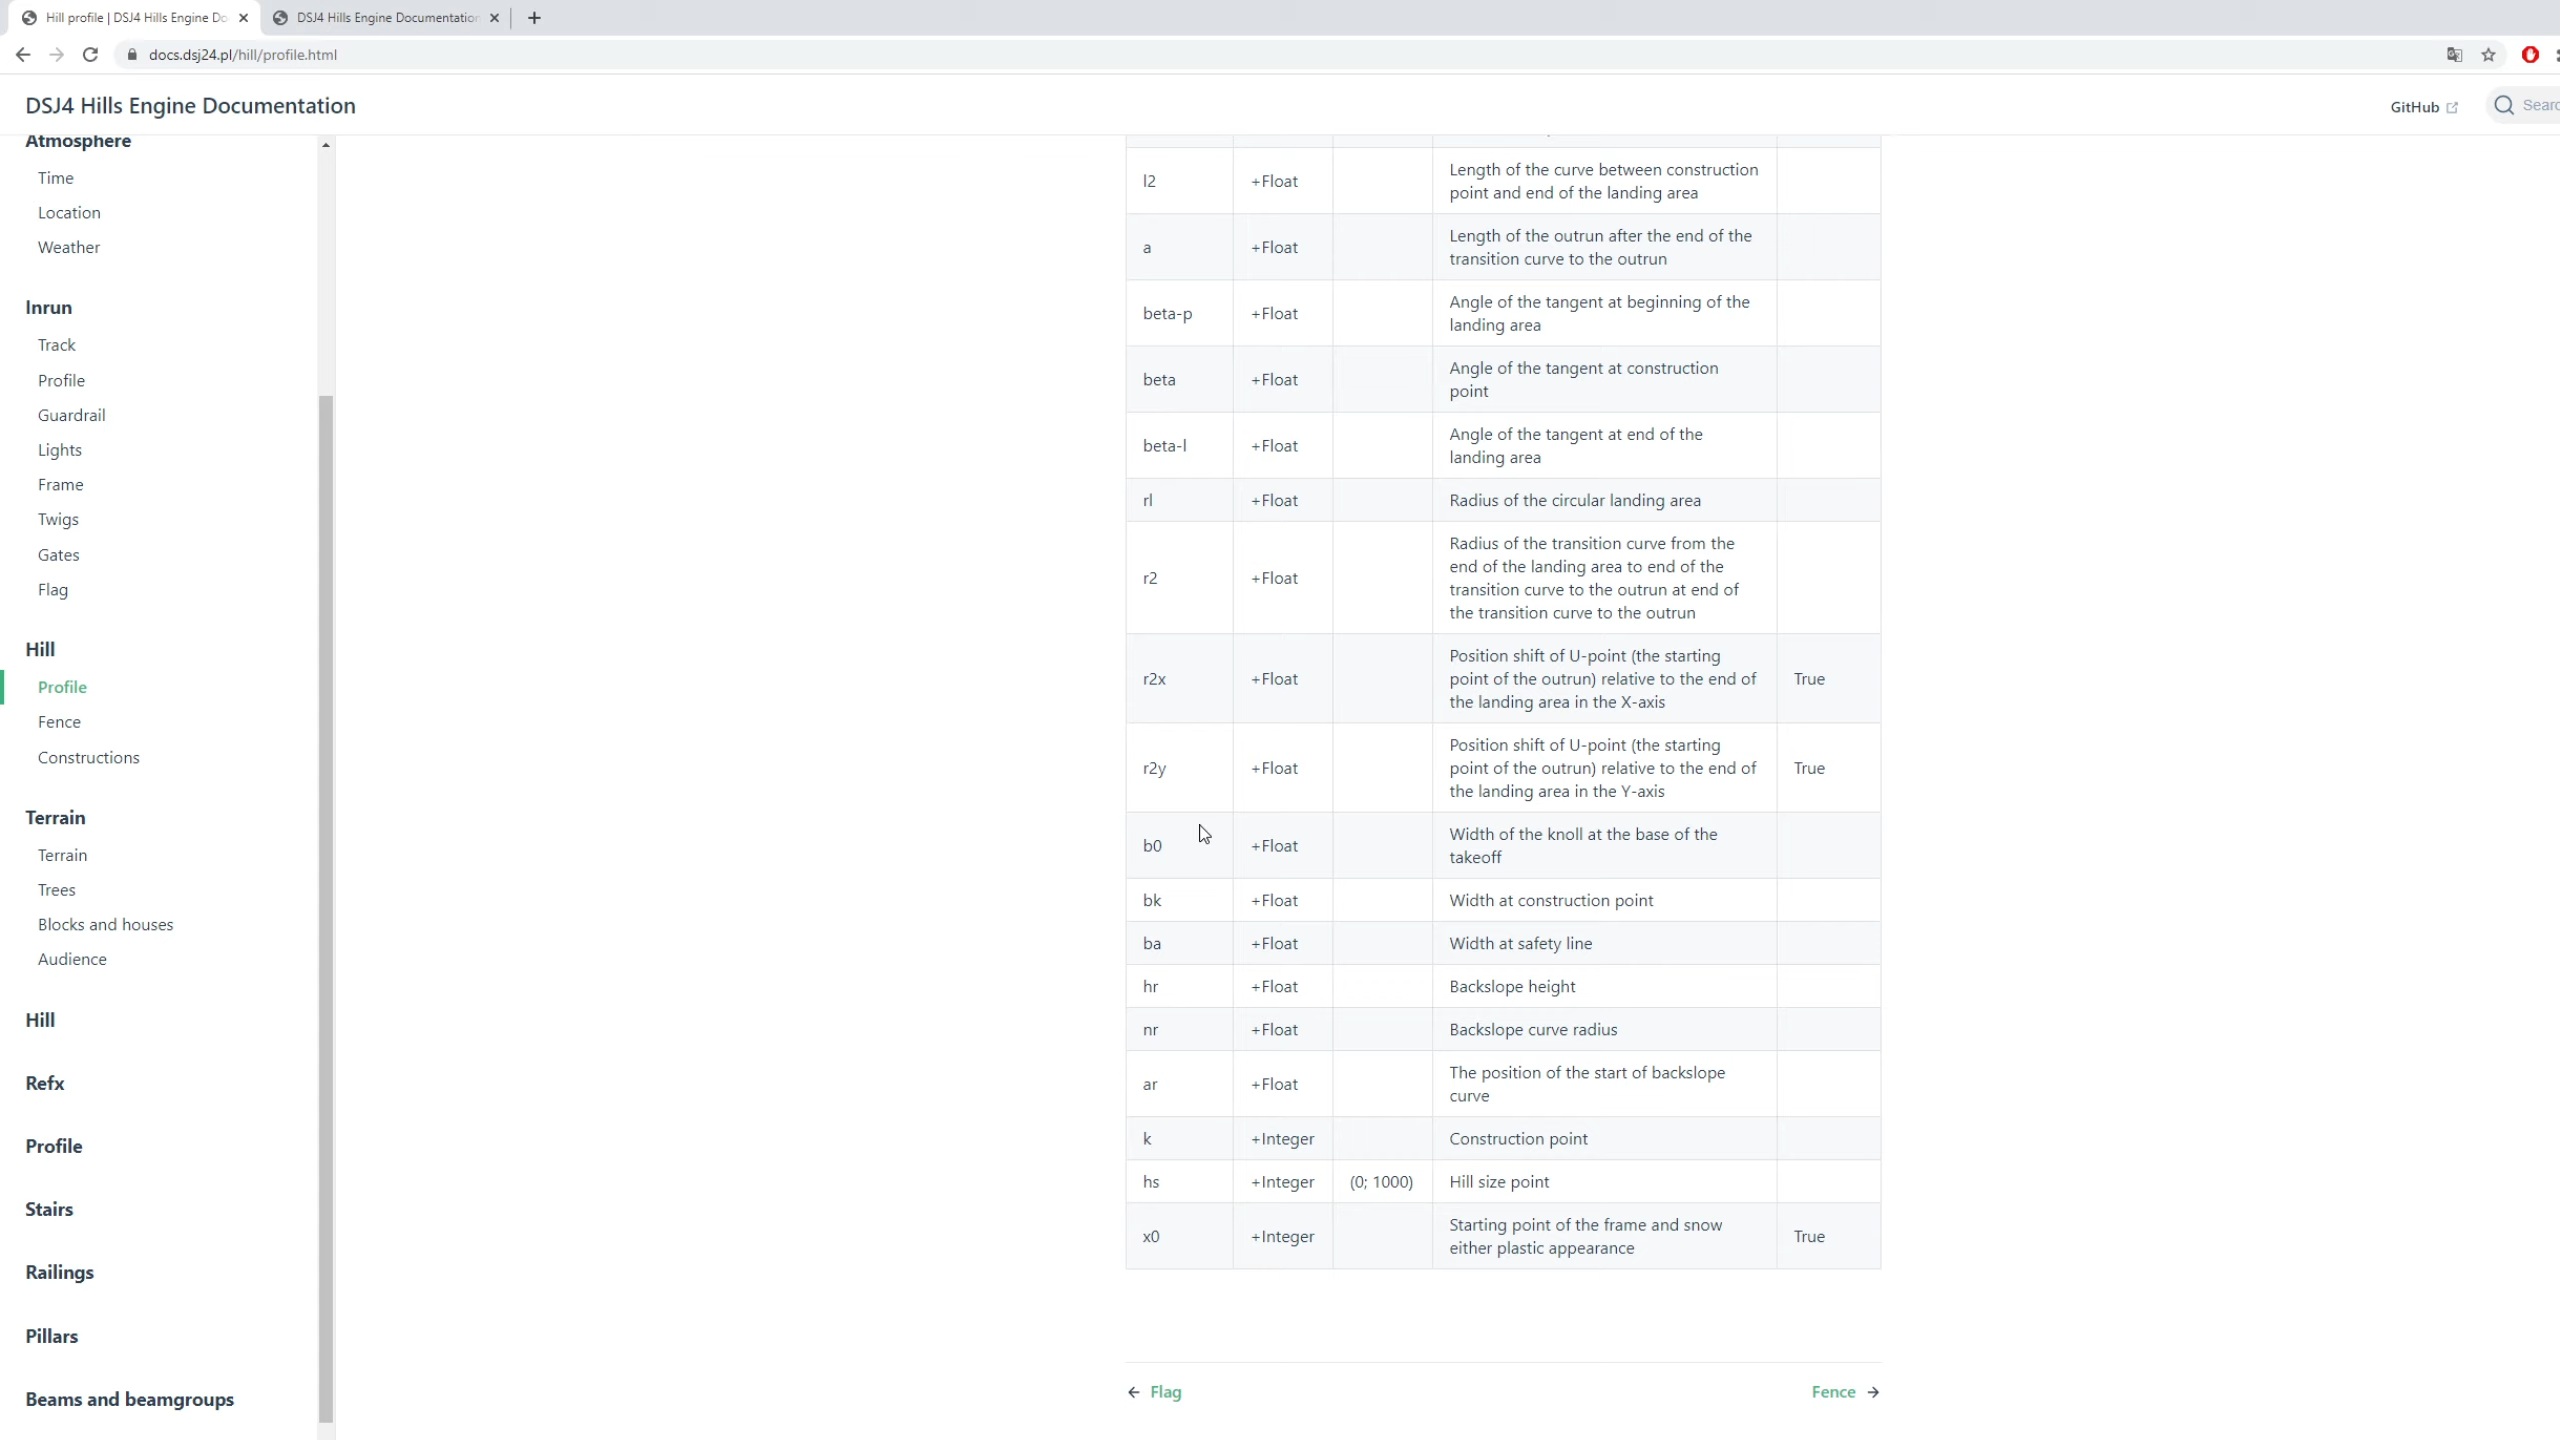 Hill profile | DSJ4 Hills Engine Do
DSJ4 Hills Engine Documentation
docs.dsj24.pl/hill/profile.html
DSJ4 Hills Engine Documentation
GitHub
Searc
Atmosphere
Time
Location
Weather
Inrun
Track
Profile
Guardrail
Lights
Frame
Twigs
Gates
Flag
Hill
Profile
Fence
Constructions
Terrain
Terrain
Trees
Blocks and houses
Audience
Hill
Refx
Profile
Stairs
Railings
Pillars
Beams and beamgroups
l2 +Float Length of the curve between construction
point and end of the landing area
a +Float Length of the outrun after the end of the
transition curve to the outrun
beta-p +Float Angle of the tangent at beginning of the
landing area
beta +Float Angle of the tangent at construction
point
beta-l +Float Angle of the tangent at end of the
landing area
rl +Float Radius of the circular landing area
r2 +Float Radius of the transition curve from the
end of the landing area to end of the
transition curve to the outrun at end of
the transition curve to the outrun
r2x +Float Position shift of U-point (the starting
point of the outrun) relative to the end of
the landing area in the X-axis True
r2y +Float Position shift of U-point (the starting
point of the outrun) relative to the end of
the landing area in the Y-axis True
b0 +Float Width of the knoll at the base of the
takeoff
bk +Float Width at construction point
ba +Float Width at safety line
hr +Float Backslope height
nr +Float Backslope curve radius
ar +Float The position of the start of backslope
curve
k +Integer Construction point
hs +Integer (0; 1000) Hill size point
x0 +Integer Starting point of the frame and snow
either plastic appearance True
← Flag
Fence →